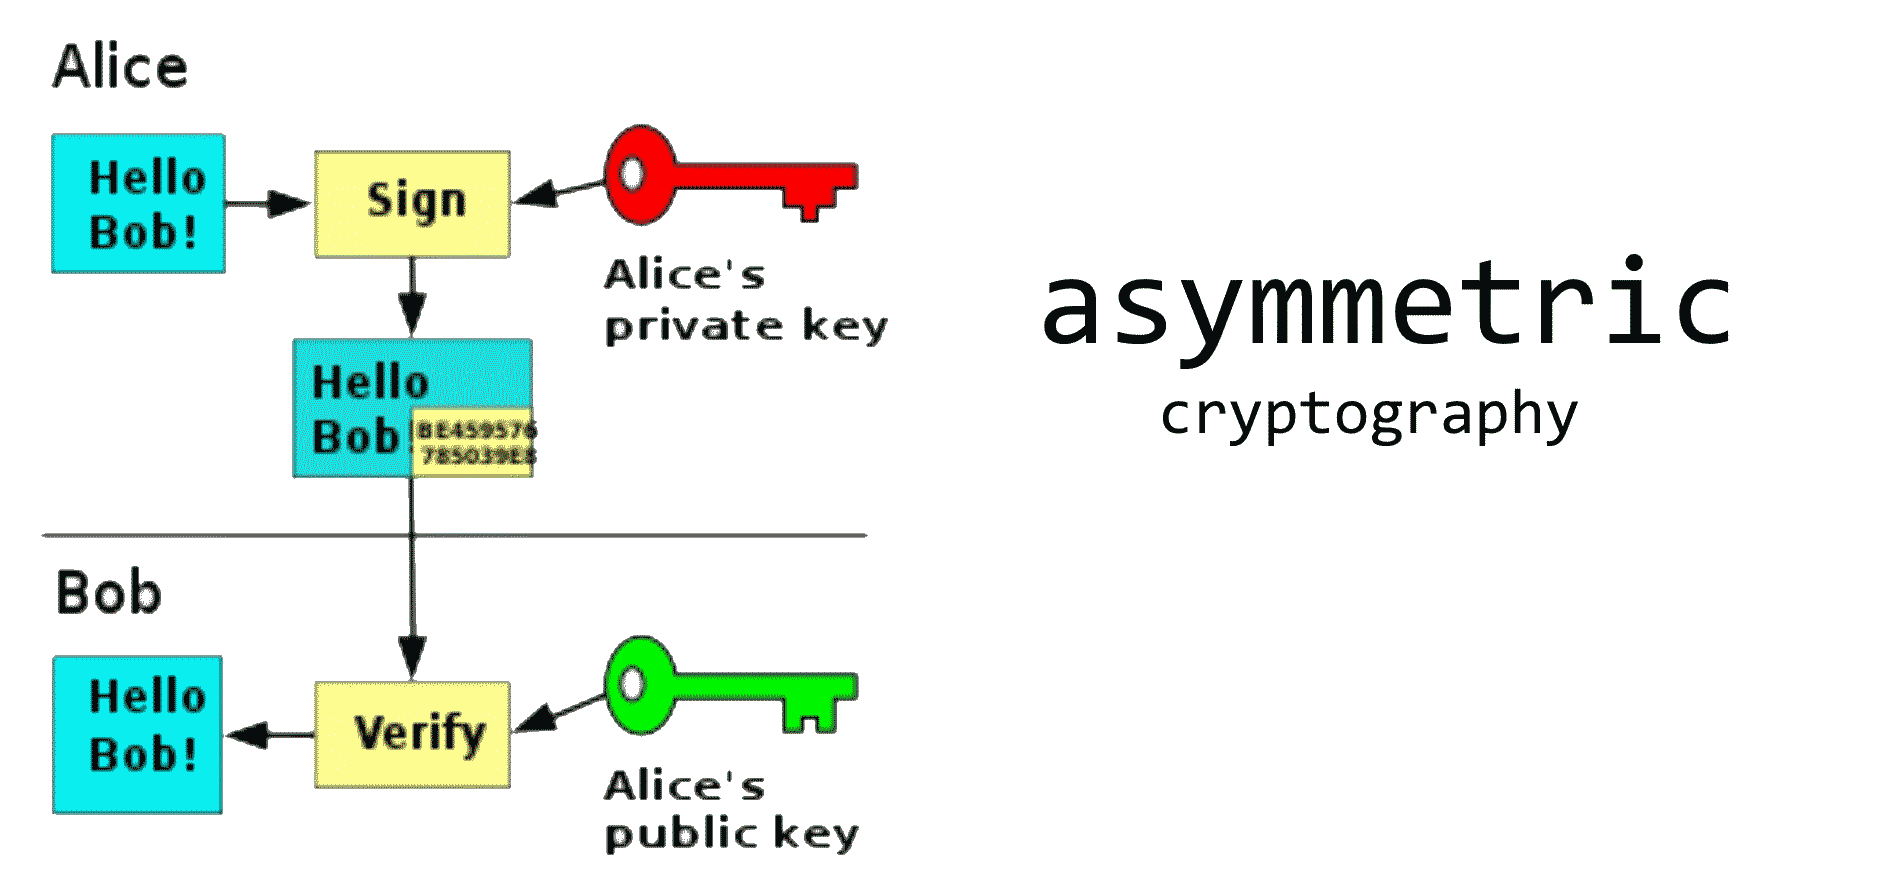 Alice
Hello
Bob!
Sign
Alice's
private key
Hello
Bob!
BE459576
785039E8
Bob
Hello
Bob!
Verify
Alice's
public key
asymmetric
cryptography